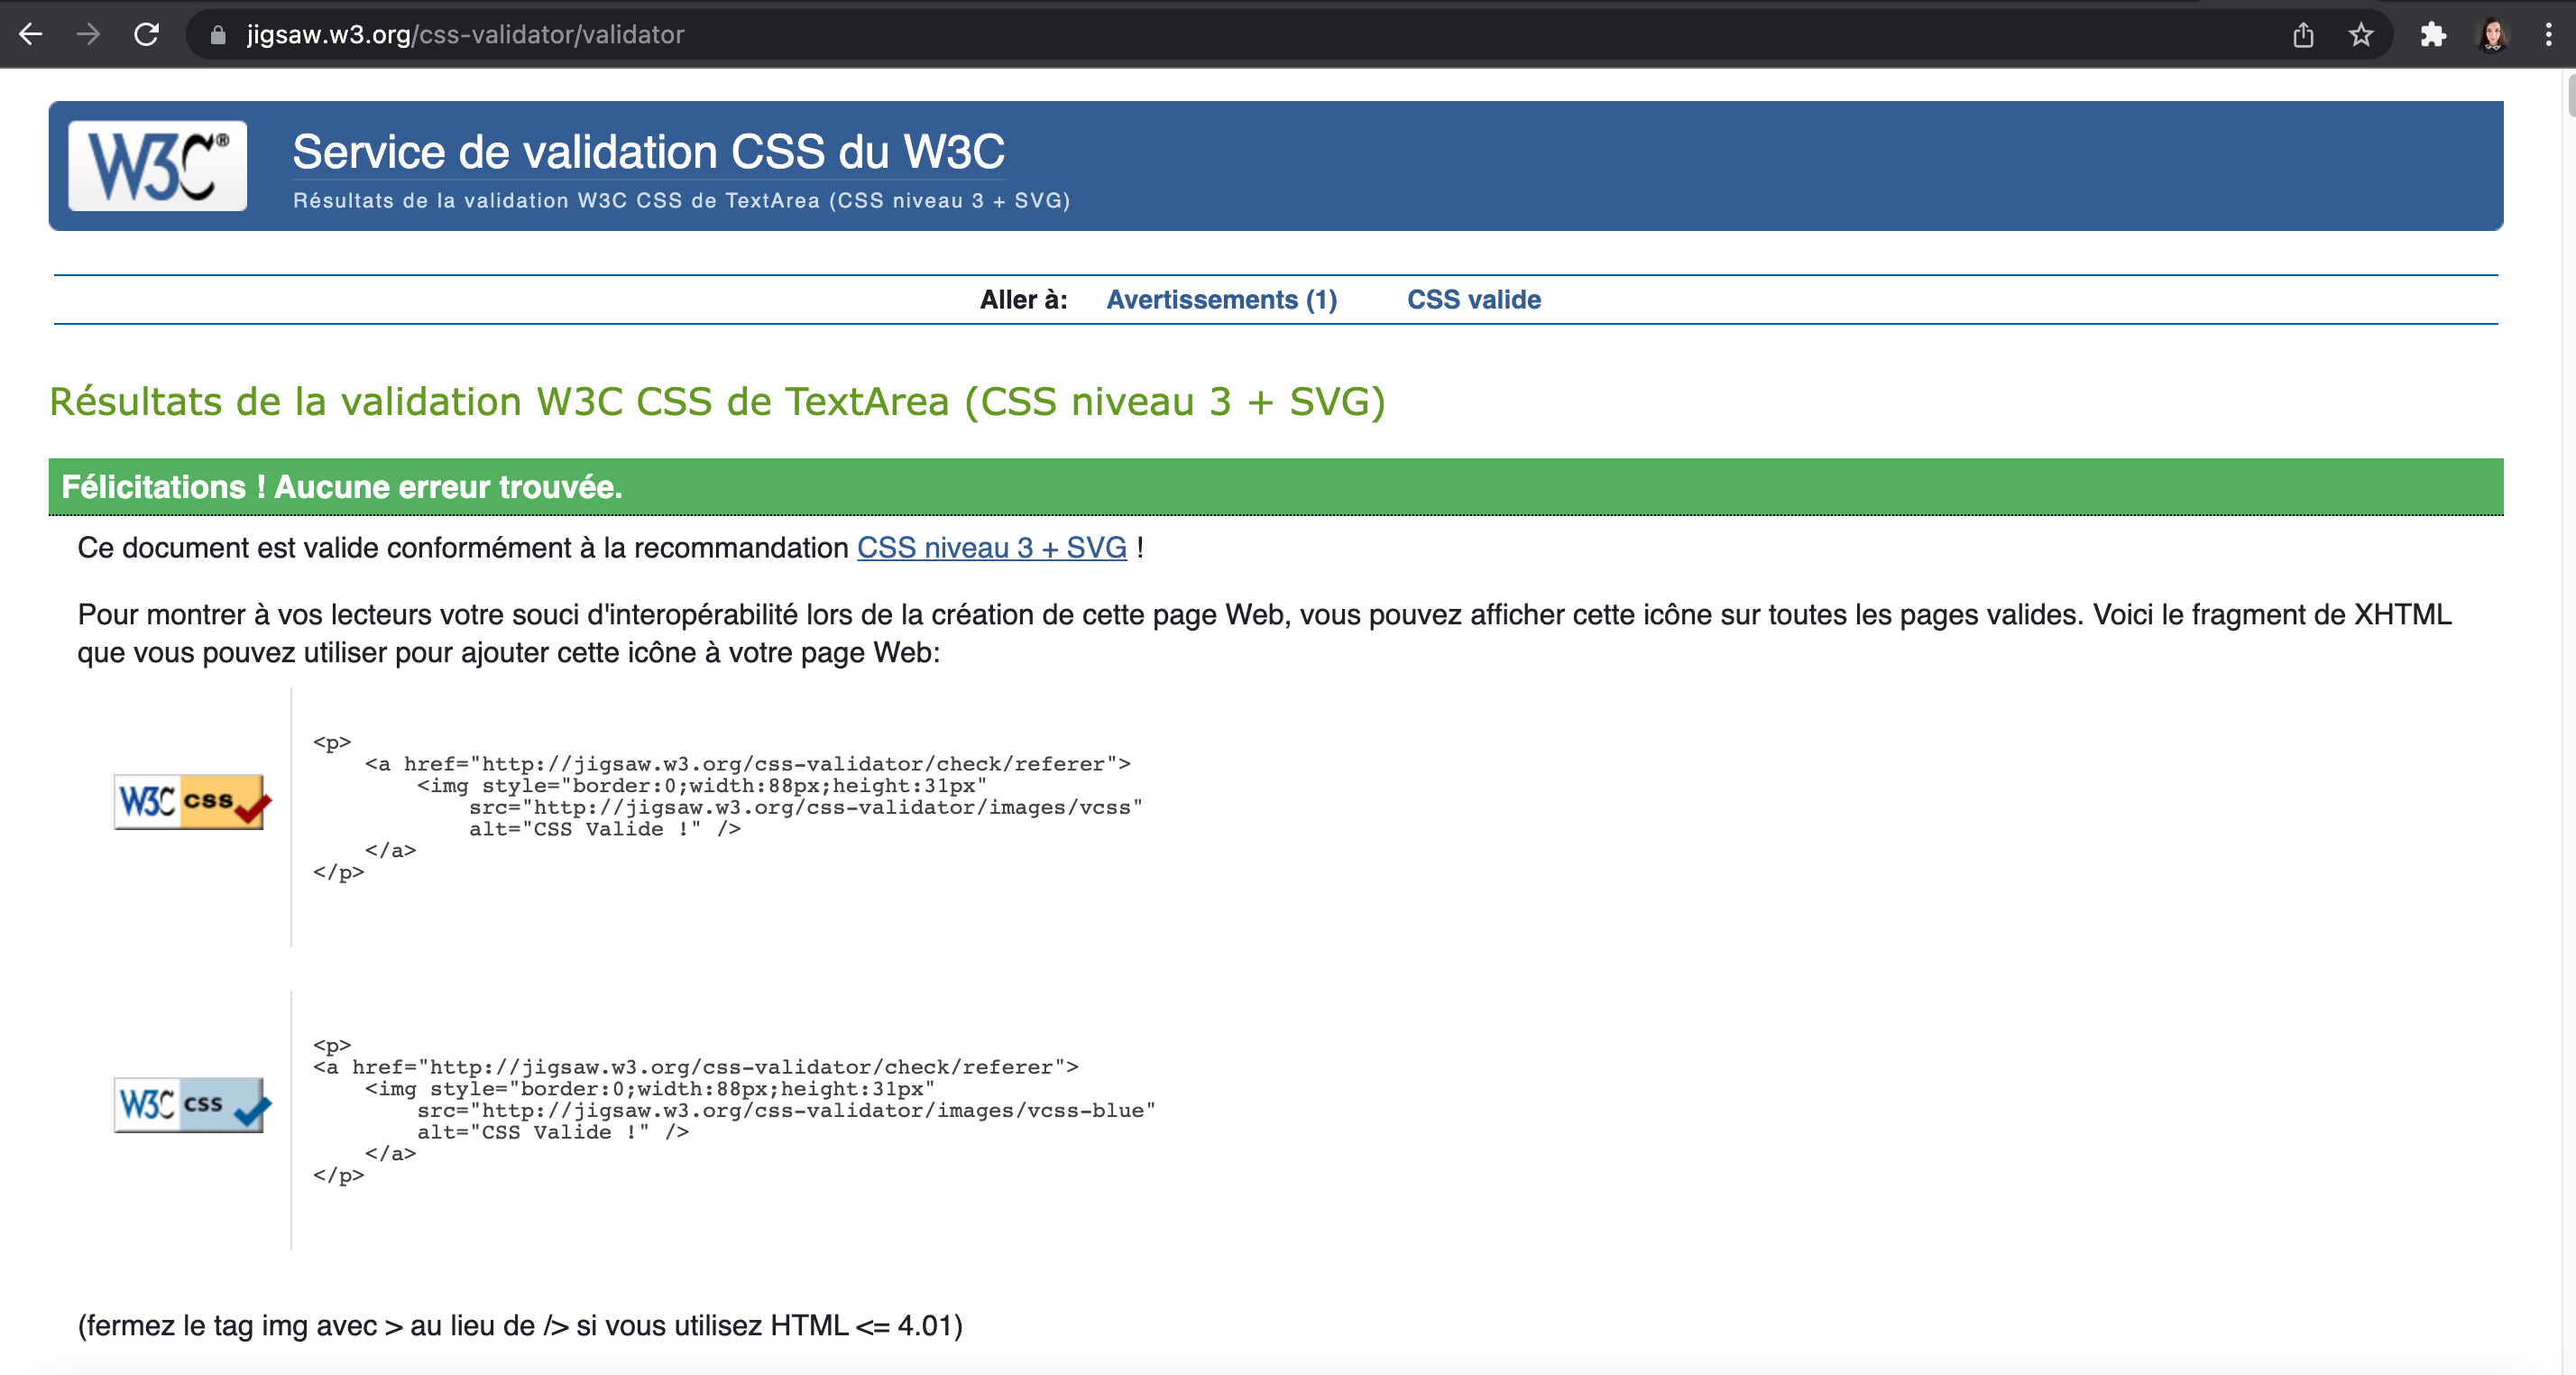 jigsaw.w3.org/css-validator/validator
W3C®
Service de validation CSS du W3C
Résultats de la validation W3C CSS de TextArea (CSS niveau 3 + SVG)
Aller à: Avertissements (1) CSS valide
Résultats de la validation W3C CSS de TextArea (CSS niveau 3 + SVG)
Félicitations ! Aucune erreur trouvée.
Ce document est valide conformément à la recommandation CSS niveau 3 + SVG !
Pour montrer à vos lecteurs votre souci d'interopérabilité lors de la création de cette page Web, vous pouvez afficher cette icône sur toutes les pages valides. Voici le fragment de XHTML
que vous pouvez utiliser pour ajouter cette icône à votre page Web:
W3C css
<p>
<a href="http://jigsaw.w3.org/css-validator/check/referer">
<img style="border:0;width:88px;height:31px"
src="http://jigsaw.w3.org/css-validator/images/vcss"
alt="CSS Valide !" />
</a>
</p>
W3C css
<p>
<a href="http://jigsaw.w3.org/css-validator/check/referer">
<img style="border:0;width:88px;height:31px"
src="http://jigsaw.w3.org/css-validator/images/vcss-blue"
alt="CSS Valide !" />
</a>
</p>
(fermez le tag img avec > au lieu de /> si vous utilisez HTML <= 4.01)